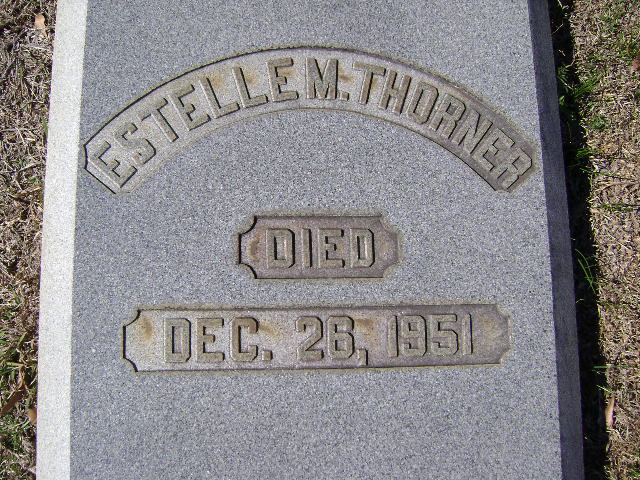 ESTELLE M. THORNER
DIED
DEC. 26, 1951